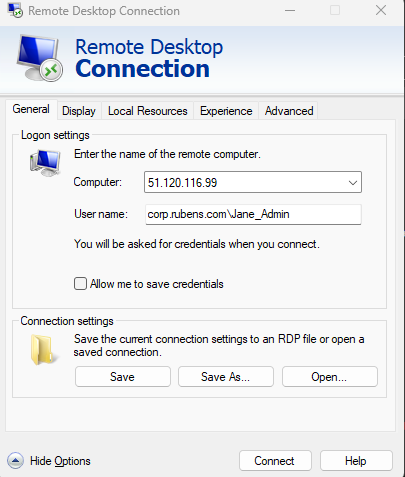 Remote Desktop Connection
Remote Desktop
Connection
General
Display
Local Resources
Experience
Advanced
Logon settings
Enter the name of the remote computer.
Computer:
51.120.116.99
User name:
corp.rubens.com\Jane_Admin
You will be asked for credentials when you connect.
Allow me to save credentials
Connection settings
Save the current connection settings to an RDP file or open a
saved connection.
Save
Save As...
Open...
Hide Options
Connect
Help